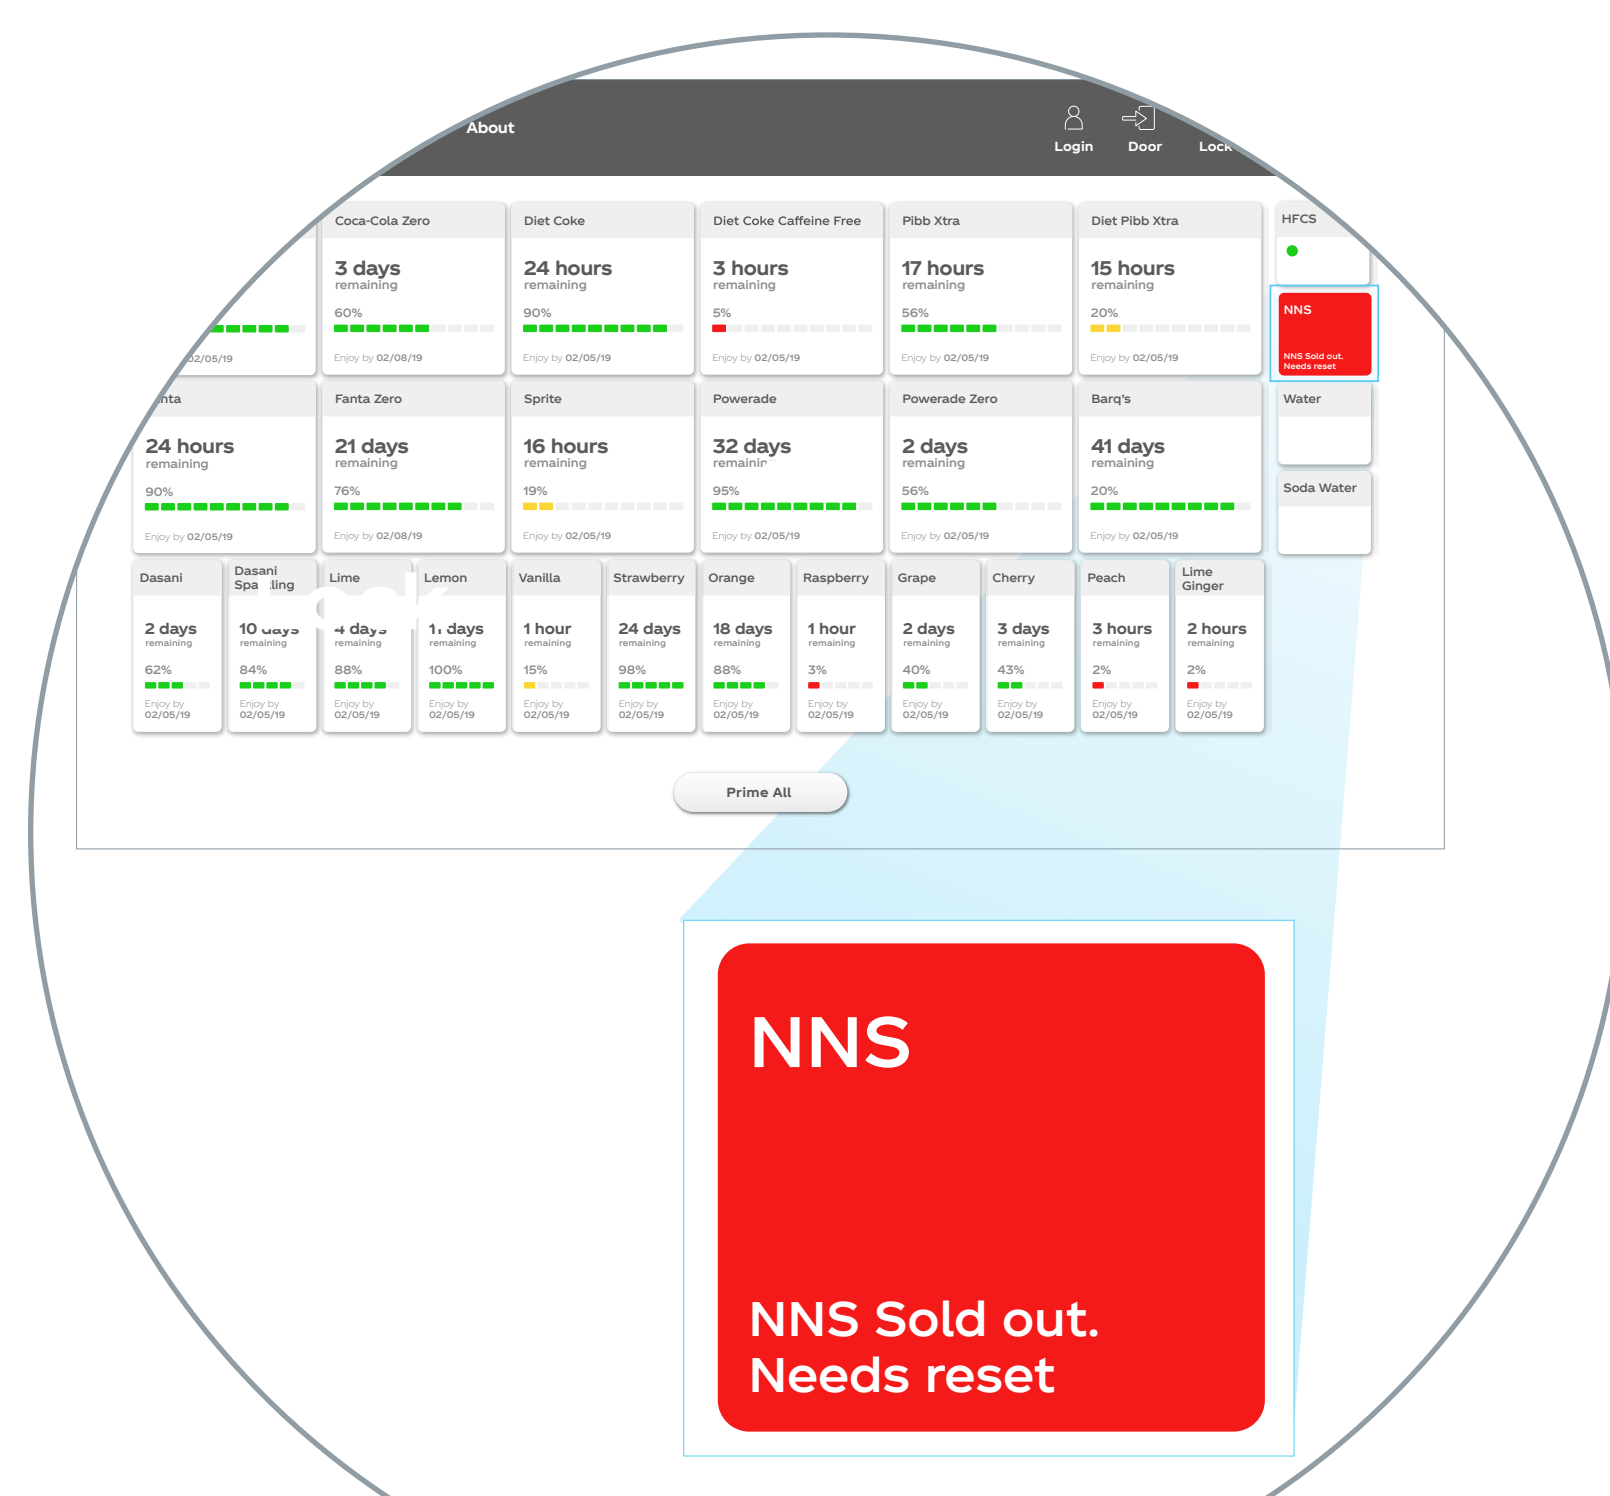 About
Login
Door
Lock
Coca-Cola Zero
3 days
remaining
60%
Enjoy by 02/08/19
Diet Coke
24 hours
remaining
90%
Enjoy by 02/05/19
Diet Coke Caffeine Free
3 hours
remaining
5%
Enjoy by 02/05/19
Pibb Xtra
17 hours
remaining
56%
Enjoy by 02/05/19
Diet Pibb Xtra
15 hours
remaining
20%
Enjoy by 02/05/19
HFCS
NNS
NNS Sold out.
Needs reset
02/05/19
24 hours
remaining
90%
Enjoy by 02/05/19
Fanta Zero
21 days
remaining
76%
Enjoy by 02/08/19
Sprite
16 hours
remaining
19%
Enjoy by 02/05/19
Powerade
32 days
remaining
95%
Enjoy by 02/05/19
Powerade Zero
2 days
remaining
56%
Enjoy by 02/05/19
Barq's
41 days
remaining
20%
Enjoy by 02/05/19
Water
Soda Water
Dasani
2 days
remaining
62%
Enjoy by
02/05/19
Dasani
Sparkling
10 days
remaining
84%
Enjoy by
02/05/19
Lime
4 days
remaining
88%
Enjoy by
02/05/19
Lemon
11 days
remaining
100%
Enjoy by
02/05/19
Vanilla
1 hour
remaining
15%
Enjoy by
02/05/19
Strawberry
24 days
remaining
98%
Enjoy by
02/05/19
Orange
18 days
remaining
88%
Enjoy by
02/05/19
Raspberry
1 hour
remaining
3%
Enjoy by
02/05/19
Grape
2 days
remaining
40%
Enjoy by
02/05/19
Cherry
3 days
remaining
43%
Enjoy by
02/05/19
Peach
3 hours
remaining
2%
Enjoy by
02/05/19
Lime
Ginger
2 hours
remaining
2%
Enjoy by
02/05/19
Lock
Prime All
NNS
NNS Sold out.
Needs reset